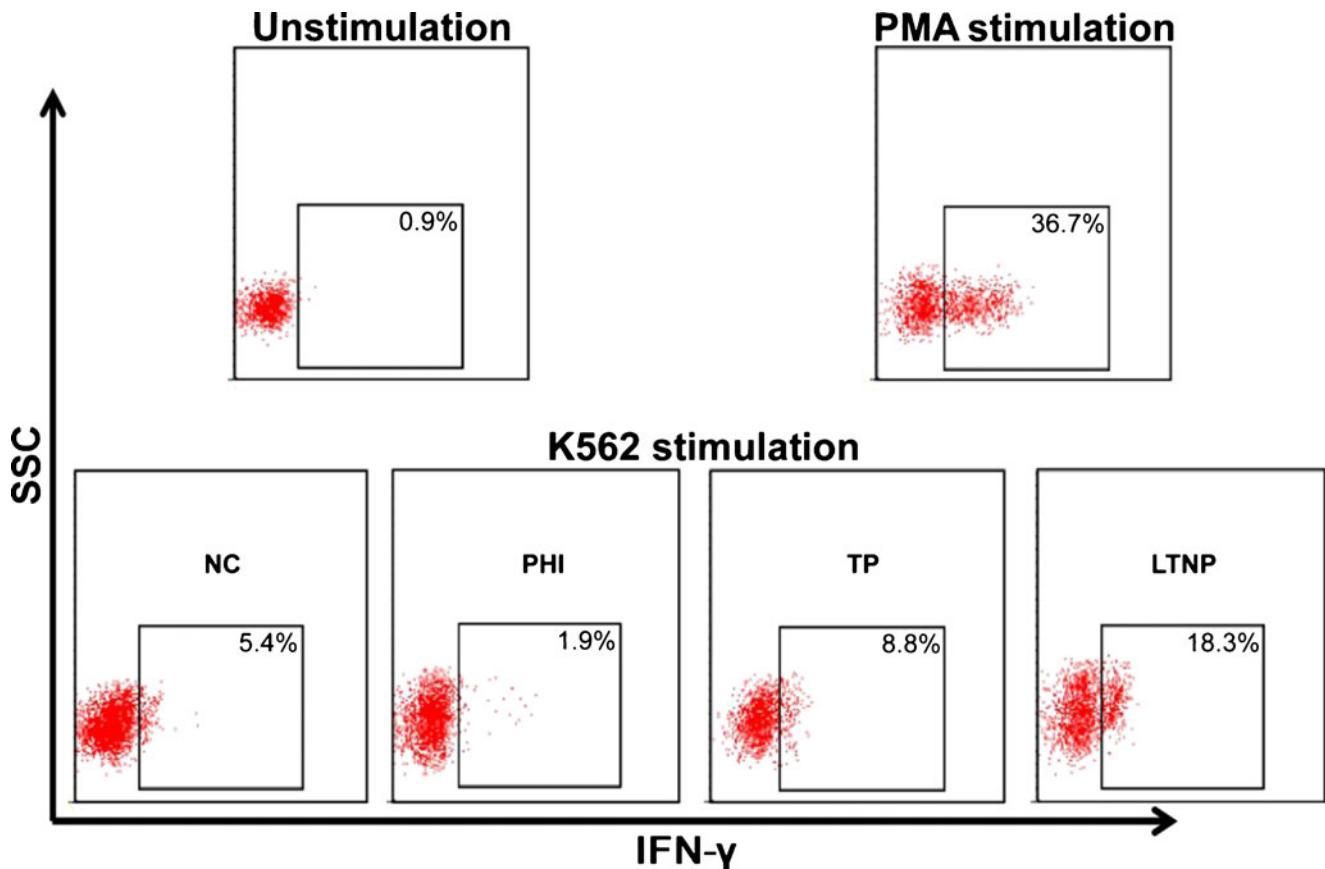 Unstimulation
PMA stimulation
0.9%
36.7%
SSC
K562 stimulation
NC
PHI
TP
LTNP
5.4%
1.9%
8.8%
18.3%
IFN-γ